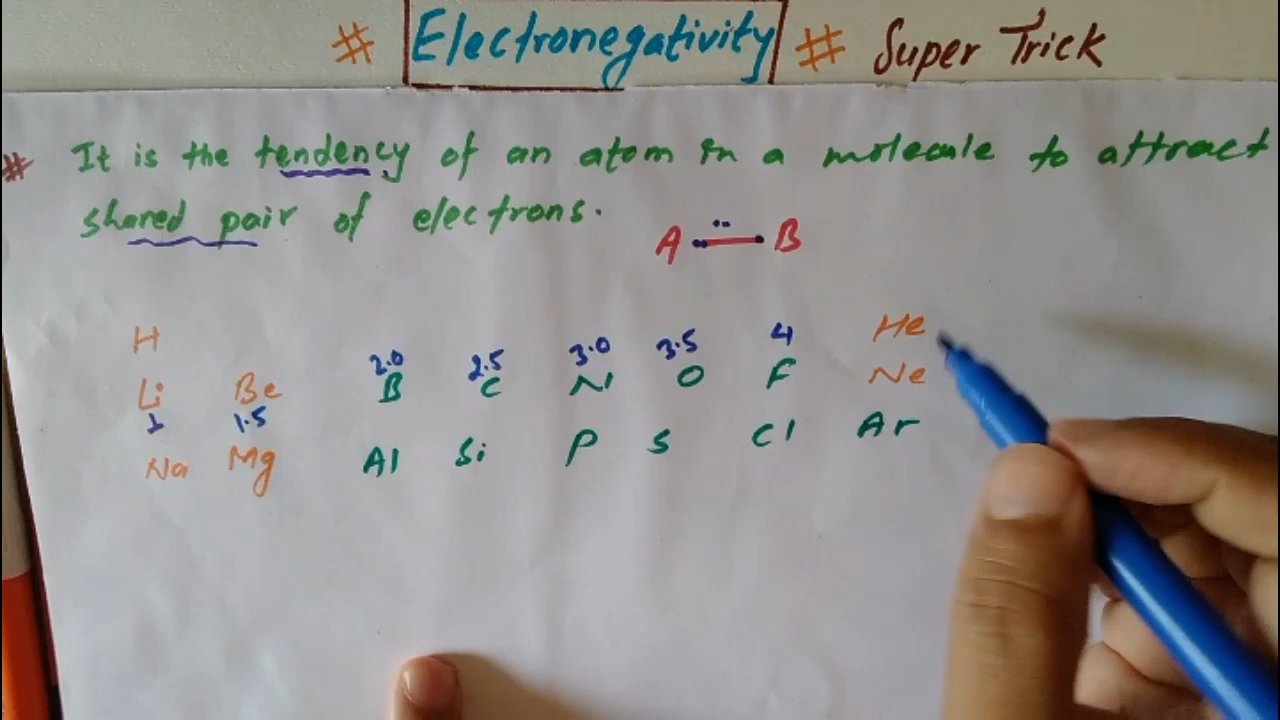 # Electronegativity # Super Trick
# It is the tendency of an atom in a molecule to attract
shared pair of electrons.
A B
H He
2.0 2.5 3.0 3.5 4
Li Be B C N O F Ne
1 1.5
Na Mg Al Si P S Cl Ar